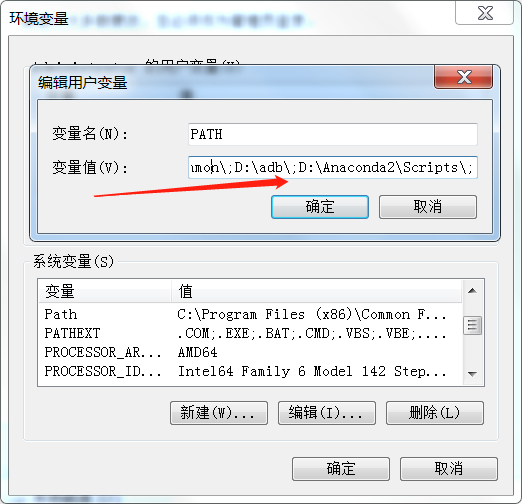 环境变量
编辑用户变量
变量名(N):
PATH
变量值(V):
mon\;D:\adb\;D:\Anaconda2\Scripts\;
确定
取消
系统变量(S)
变量
值
Path
C:\Program Files (x86)\Common F...
PATHEXT
.COM;.EXE;.BAT;.CMD;.VBS;.VBE;....
PROCESSOR_AR...
AMD64
PROCESSOR_ID...
Intel64 Family 6 Model 142 Step...
新建(W)...
编辑(I)...
删除(L)
确定
取消